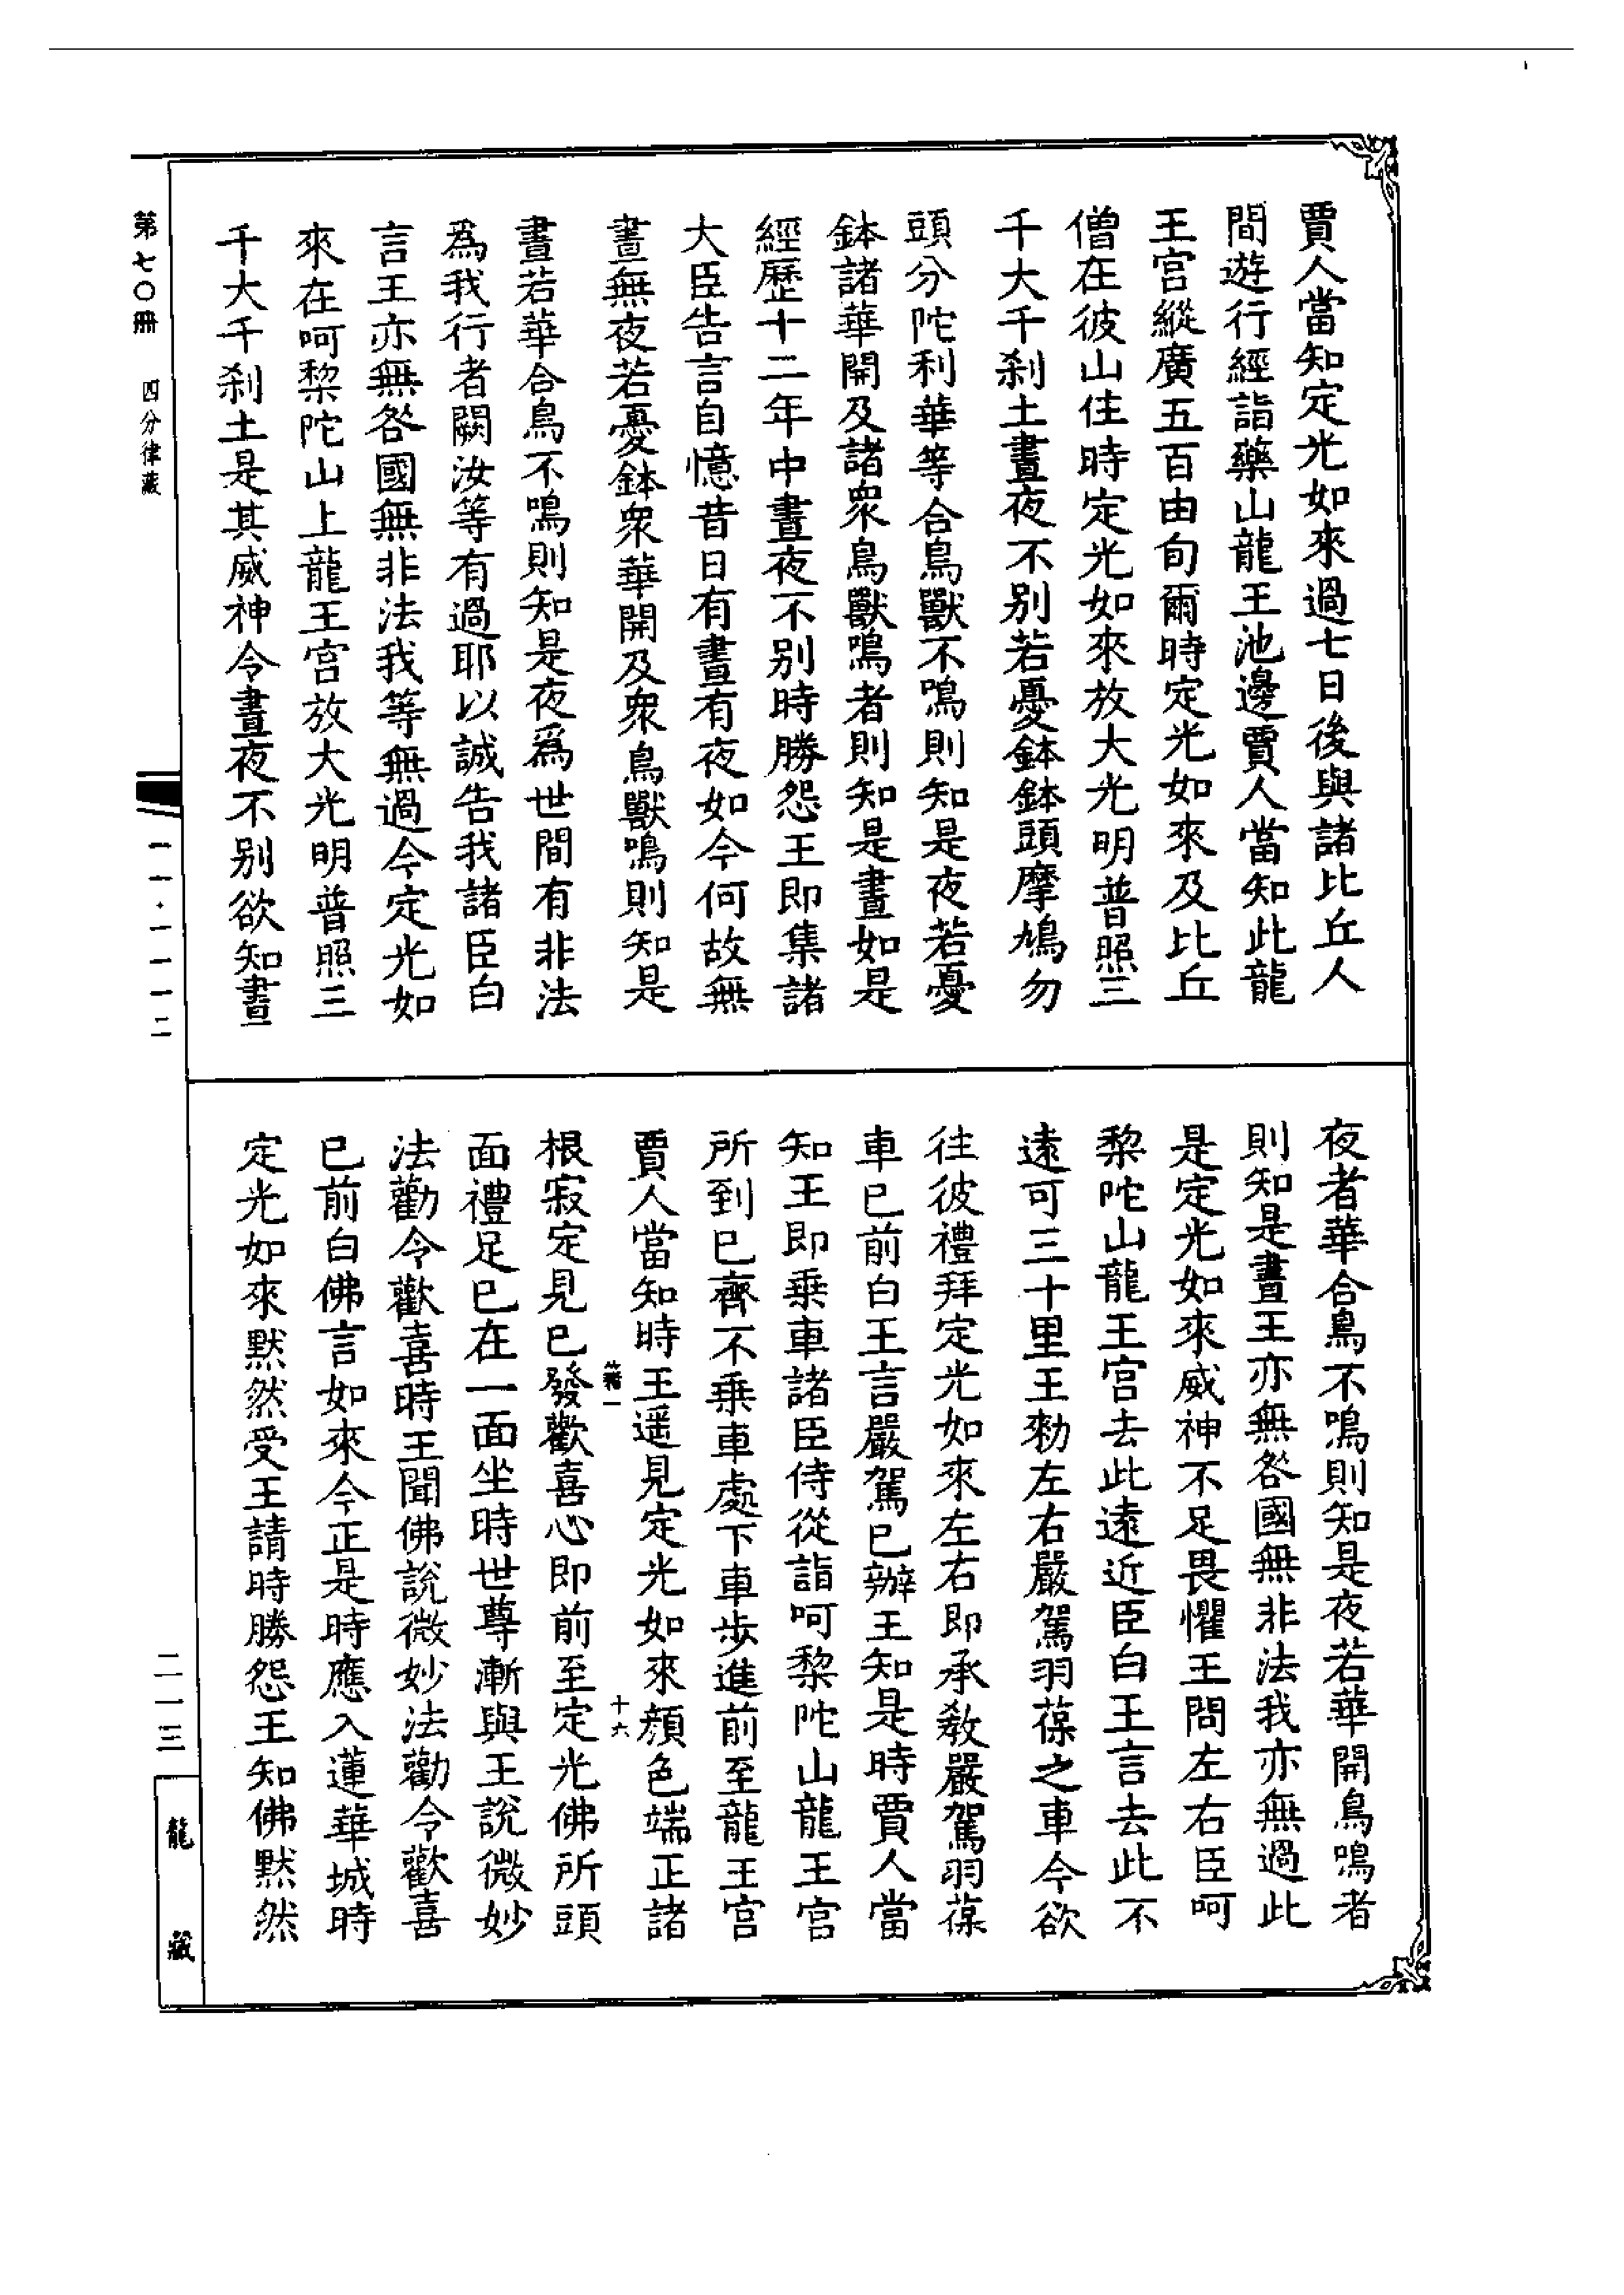 賈人當知定光如來過七日後與諸比丘人
間遊行經詣藥山龍王池邊賈人當知此龍
王宮縱廣五百由旬爾時定光如來及比丘
僧在彼山住時定光如來放大光明普照三
千大千刹土晝夜不別若憂鉢鉢頭摩鳩勿
頭分陀利華等合鳥獸不鳴則知是夜若憂
鉢諸華開及諸衆鳥獸鳴者則知是晝如是
經歷十二年中晝夜不別時勝怨王即集諸
大臣告言自憶昔日有晝有夜如今何故無
晝無夜若憂鉢衆華開及衆鳥獸鳴則知是
晝若華合鳥不鳴則知是夜爲世間有非法
爲我行者闕汝等有過耶以誠告我諸臣白
言王亦無咎國無非法我等無過今定光如
來在呵棃陀山上龍王宮放大光明普照三
千大千刹土是其威神令晝夜不別欲知晝
夜者華合鳥不鳴則知是夜若華開鳥鳴者
則知是晝王亦無咎國無非法我亦無過此
是定光如來威神不足畏懼王問左右臣呵
棃陀山龍王宮去此遠近臣白王言去此不
遠可三十里王勑左右嚴駕羽葆之車今欲
往彼禮拜定光如來左右即承教嚴駕羽葆
車已前白王言嚴駕已辦王知是時賈人當
知王即乗車諸臣侍從詣呵棃陀山龍王宮
所到已齊不乗車處下車步進前至龍王宮
賈人當知時王遥見定光如來顔色端正諸
十六
根寂定見已發歡喜心即前至定光佛所頭
面禮足已在一面坐時世尊漸與王說微妙
法勸令歡喜時王聞佛說微妙法勸令歡喜
已前白佛言如來今正是時應入蓮華城時
定光如來默然受王請時勝怨王知佛默然
第七〇冊 四分律藏
一一·一一一二
二一三
龍藏